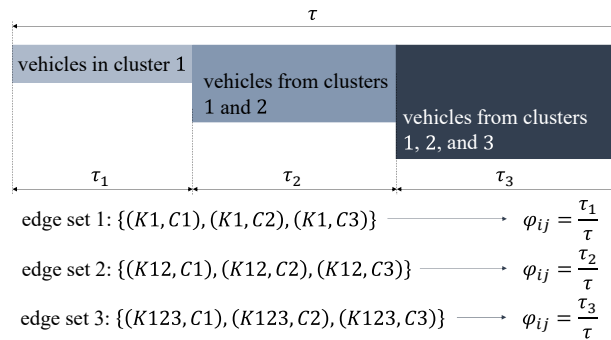 τ
vehicles in cluster 1
vehicles from clusters
1 and 2
vehicles from clusters
1, 2, and 3
τ₁ τ₂ τ₃
edge set 1: {(K1, C1), (K1, C2), (K1, C3)} φᵢⱼ = τ₁/τ
edge set 2: {(K12, C1), (K12, C2), (K12, C3)} φᵢⱼ = τ₂/τ
edge set 3: {(K123, C1), (K123, C2), (K123, C3)} φᵢⱼ = τ₃/τ